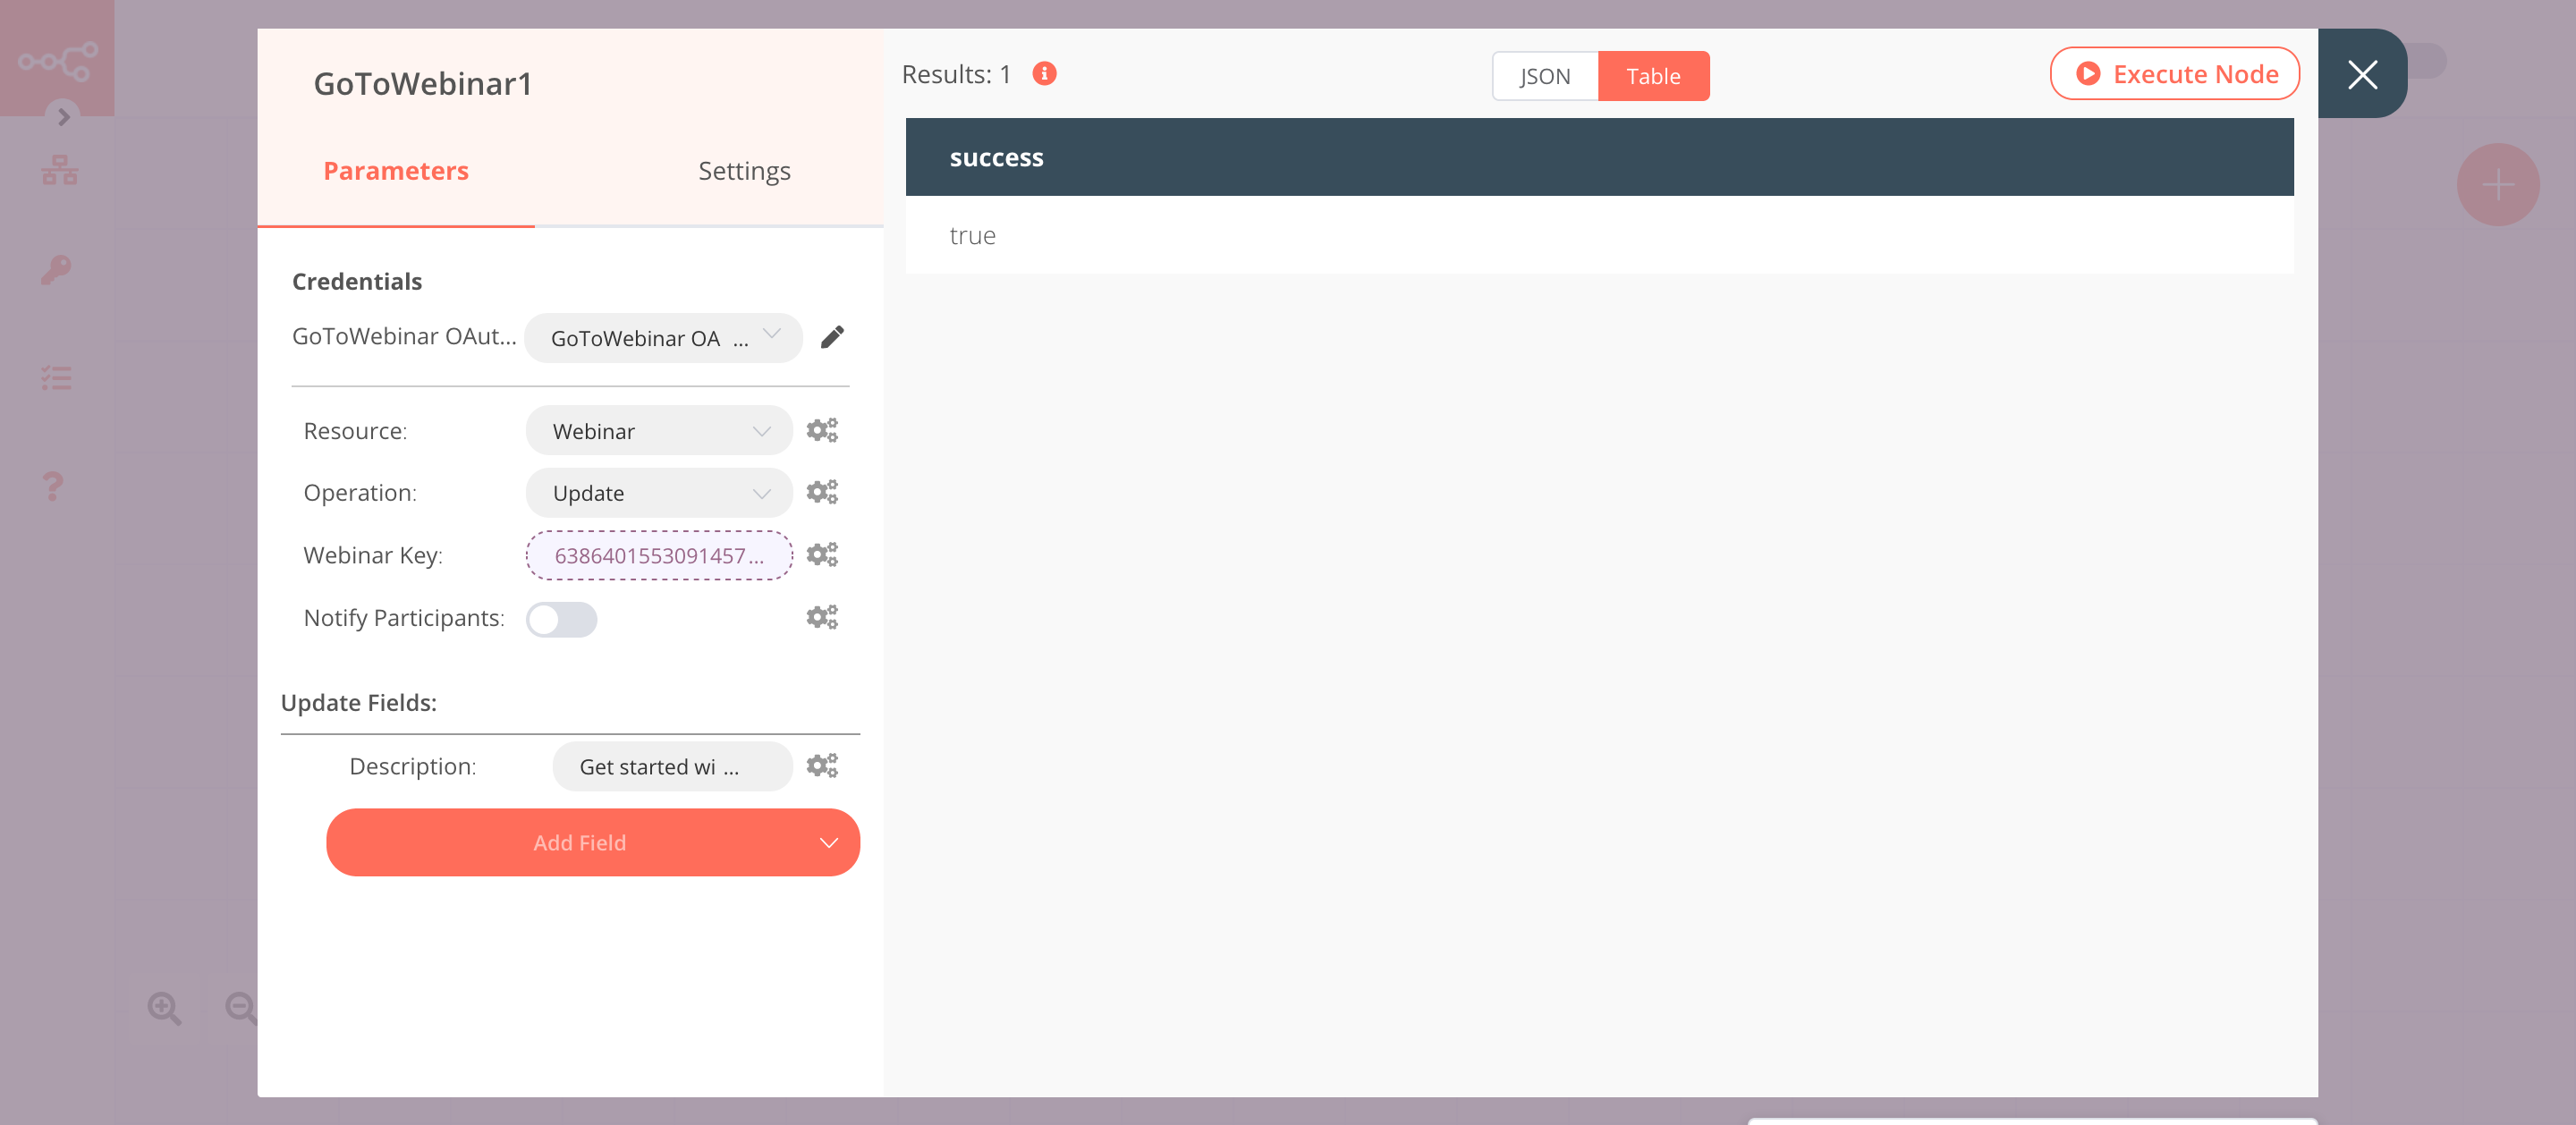 GoToWebinar1
Parameters
Settings
Credentials
GoToWebinar OAut...
GoToWebinar OA ...
Resource:
Webinar
Operation:
Update
Webinar Key:
6386401553091457...
Notify Participants:
Update Fields:
Description:
Get started wi ...
Add Field
Results: 1
JSON
Table
Execute Node
success
true